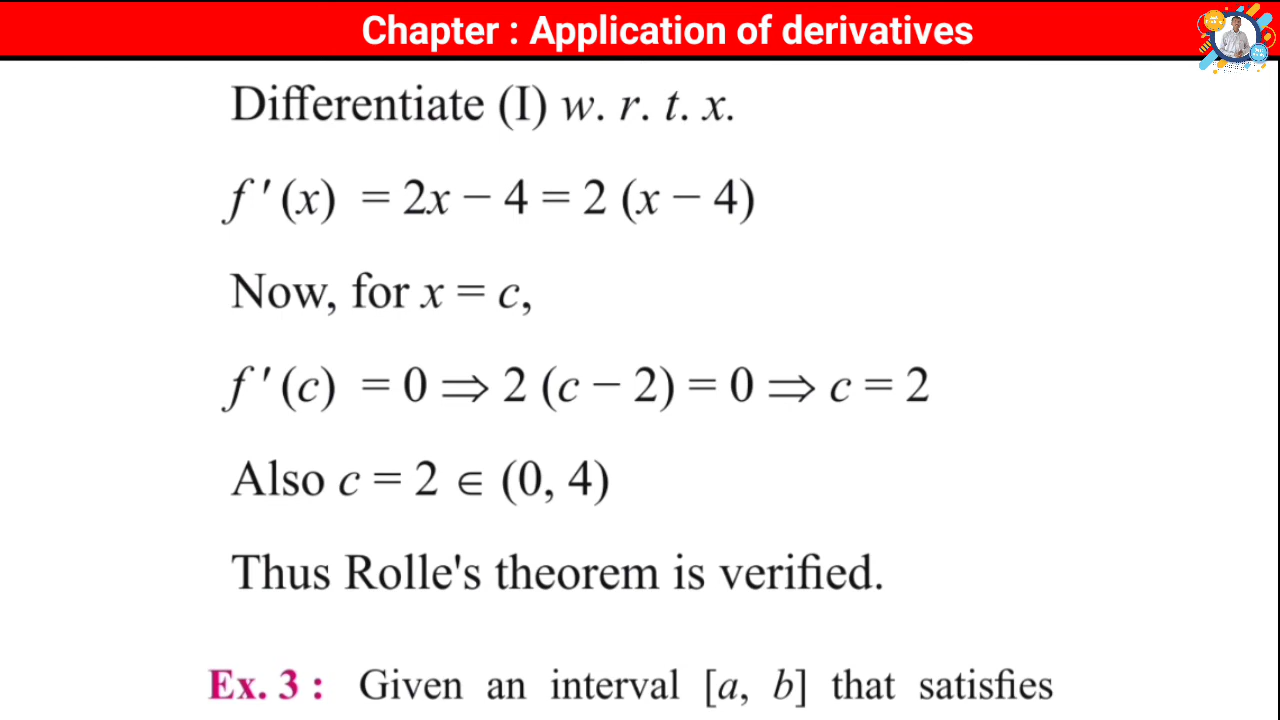 Chapter : Application of derivatives
Differentiate (I) w. r. t. x.
f ′ (x) = 2x − 4 = 2 (x − 4)
Now, for x = c,
f ′ (c) = 0 ⇒ 2 (c − 2) = 0 ⇒ c = 2
Also c = 2 ∈ (0, 4)
Thus Rolle's theorem is verified.
Ex. 3 : Given an interval [a, b] that satisfies